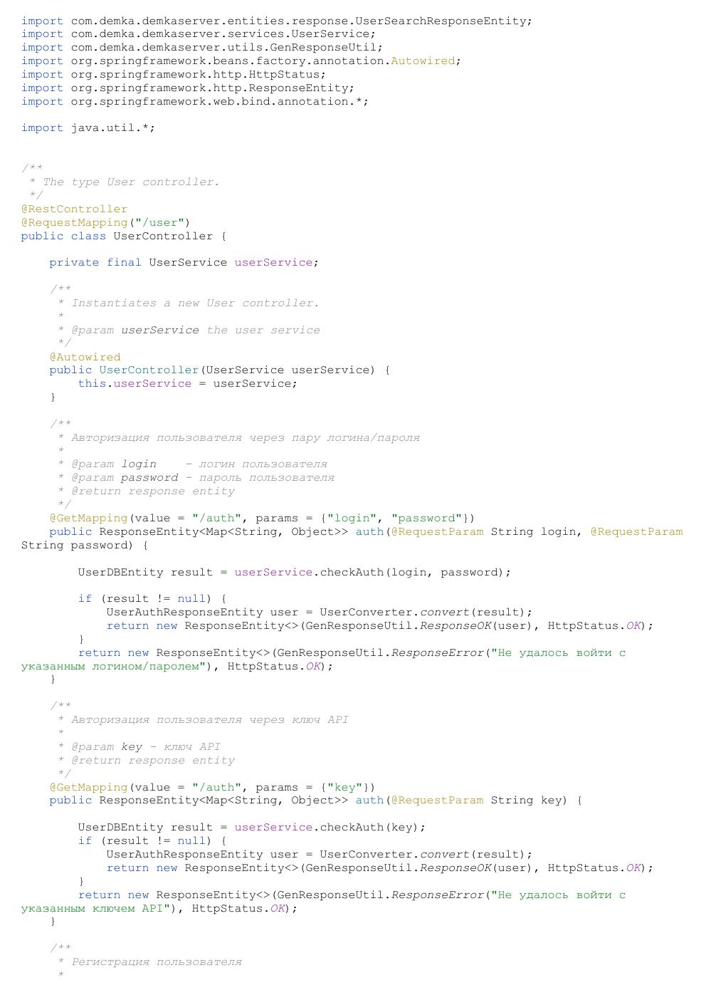 import com.demka.demkaserver.entities.response.UserSearchResponseEntity;
import com.demka.demkaserver.services.UserService;
import com.demka.demkaserver.utils.GenResponseUtil;
import org.springframework.beans.factory.annotation.Autowired;
import org.springframework.http.HttpStatus;
import org.springframework.http.ResponseEntity;
import org.springframework.web.bind.annotation.*;

import java.util.*;


/**
 * The type User controller.
 */
@RestController
@RequestMapping("/user")
public class UserController {

    private final UserService userService;

    /**
     * Instantiates a new User controller.
     *
     * @param userService the user service
     */
    @Autowired
    public UserController(UserService userService) {
        this.userService = userService;
    }

    /**
     * Авторизация пользователя через пару логина/пароля
     *
     * @param login    - логин пользователя
     * @param password - пароль пользователя
     * @return response entity
     */
    @GetMapping(value = "/auth", params = {"login", "password"})
    public ResponseEntity<Map<String, Object>> auth(@RequestParam String login, @RequestParam
String password) {

        UserDBEntity result = userService.checkAuth(login, password);

        if (result != null) {
            UserAuthResponseEntity user = UserConverter.convert(result);
            return new ResponseEntity<>(GenResponseUtil.ResponseOK(user), HttpStatus.OK);
        }
        return new ResponseEntity<>(GenResponseUtil.ResponseError("Не удалось войти с
указанным логином/паролем"), HttpStatus.OK);
    }

    /**
     * Авторизация пользователя через ключ API
     *
     * @param key - ключ API
     * @return response entity
     */
    @GetMapping(value = "/auth", params = {"key"})
    public ResponseEntity<Map<String, Object>> auth(@RequestParam String key) {

        UserDBEntity result = userService.checkAuth(key);
        if (result != null) {
            UserAuthResponseEntity user = UserConverter.convert(result);
            return new ResponseEntity<>(GenResponseUtil.ResponseOK(user), HttpStatus.OK);
        }
        return new ResponseEntity<>(GenResponseUtil.ResponseError("Не удалось войти с
указанным ключем API"), HttpStatus.OK);
    }

    /**
     * Регистрация пользователя
     *